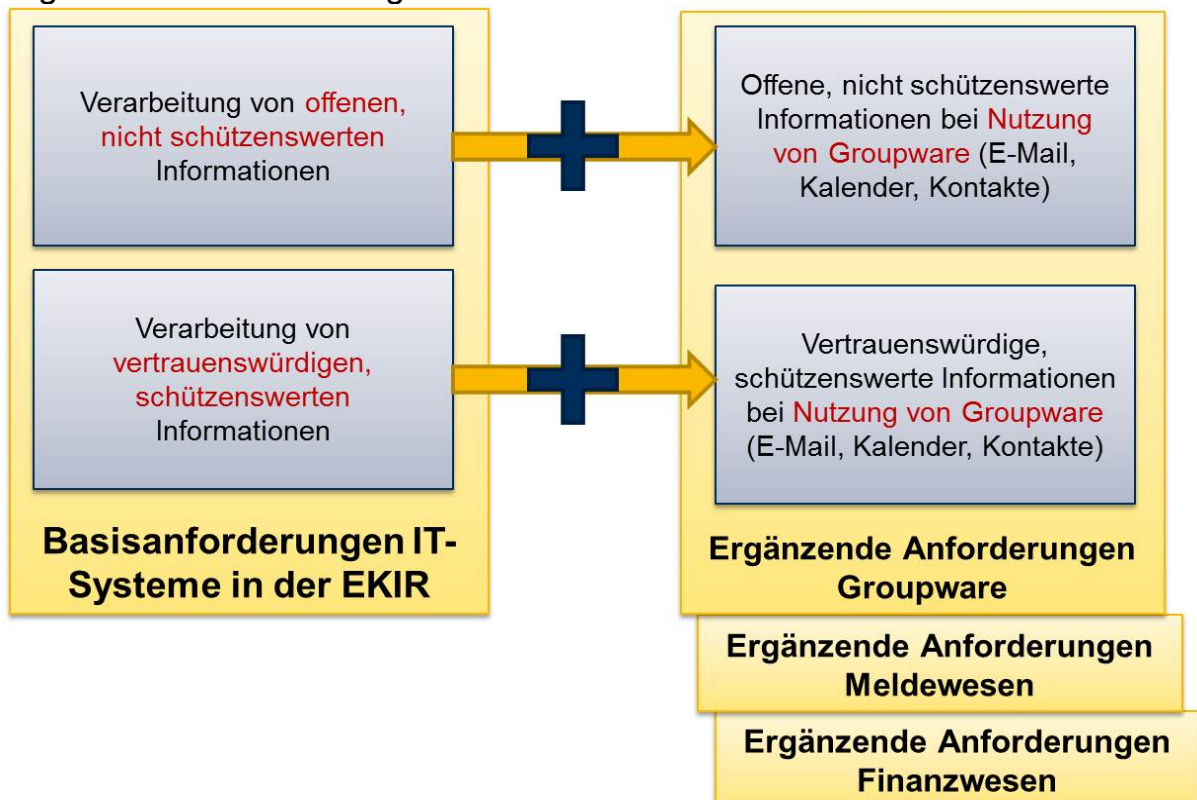 Verarbeitung von offenen,
nicht schützenswerten
Informationen
Offene, nicht schützenswerte
Informationen bei Nutzung
von Groupware (E-Mail,
Kalender, Kontakte)
Verarbeitung von
vertrauenswürdigen,
schützenswerten
Informationen
Vertrauenswürdige,
schützenswerte Informationen
bei Nutzung von Groupware
(E-Mail, Kalender, Kontakte)
Basisanforderungen IT-
Systeme in der EKIR
Ergänzende Anforderungen
Groupware
Ergänzende Anforderungen
Meldewesen
Ergänzende Anforderungen
Finanzwesen